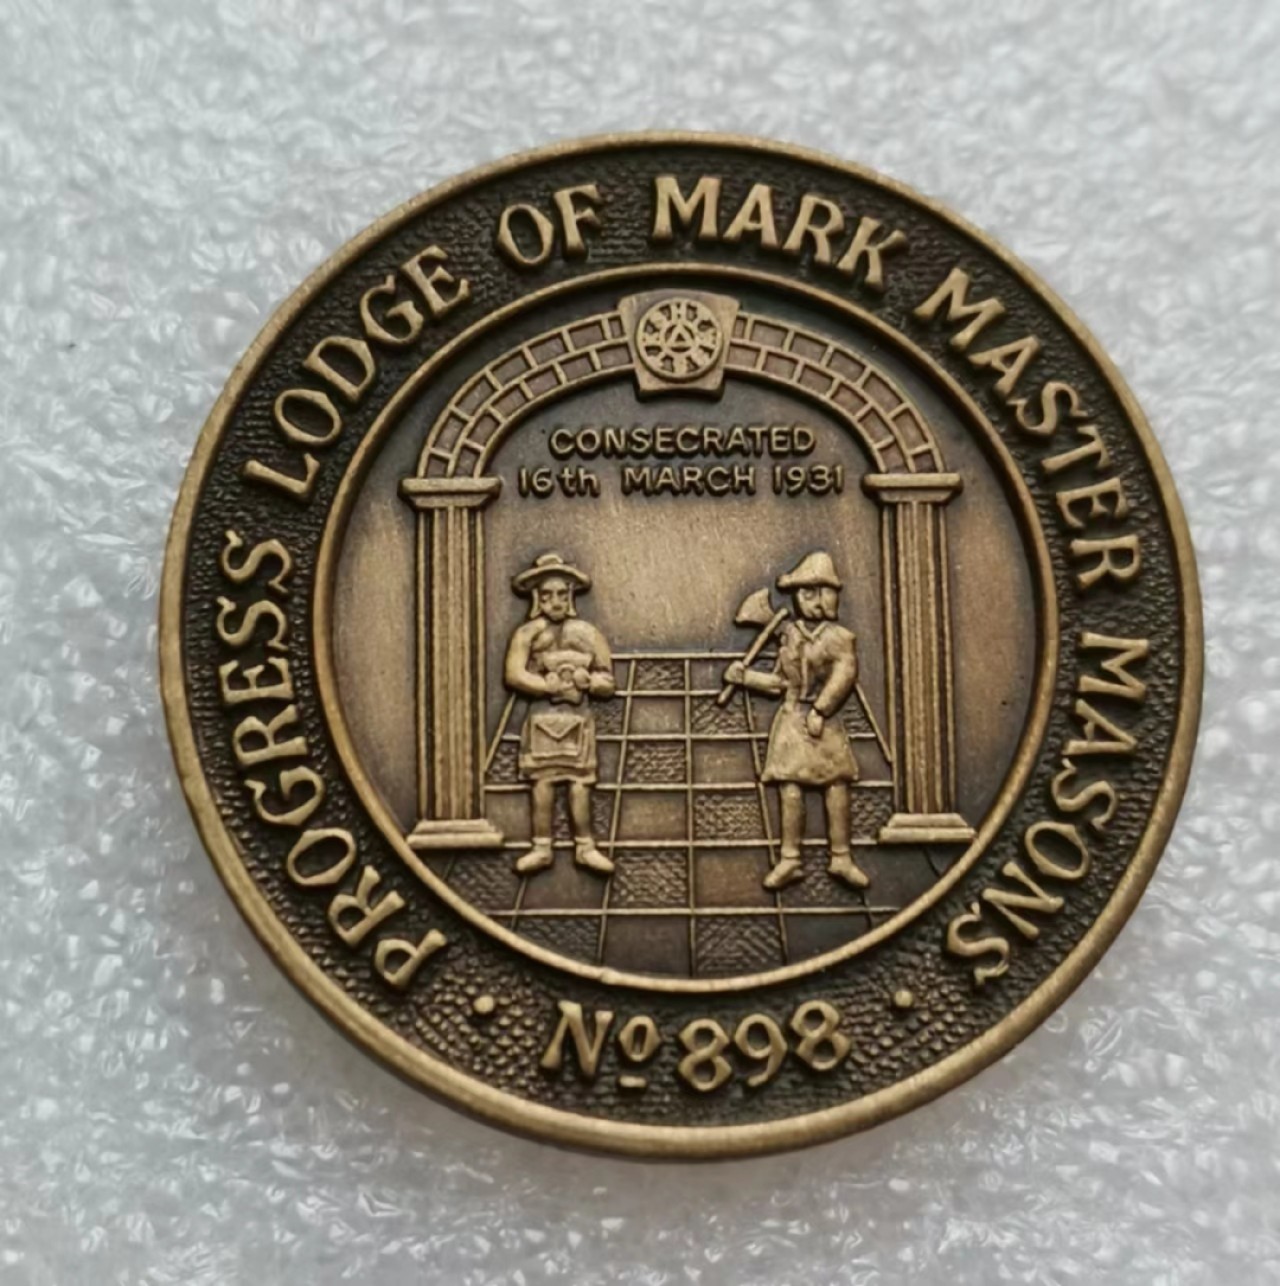 PROGRESS LODGE OF MARK MASTER MASONS
CONSECRATED
16th MARCH 1931
· No 898 ·